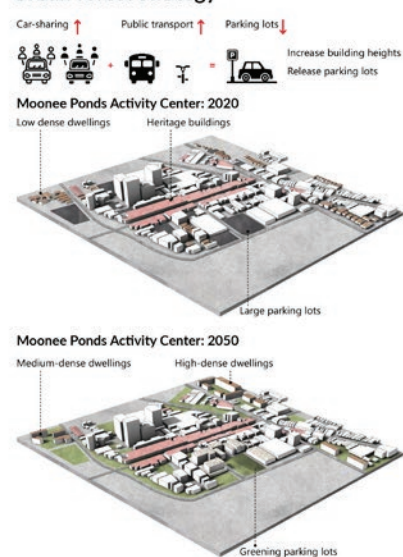 Car-sharing ↑ Public transport ↑ Parking lots ↓
+ = P
Increase building heights
Release parking lots
Moonee Ponds Activity Center: 2020
Low dense dwellings Heritage buildings
Large parking lots
Moonee Ponds Activity Center: 2050
Medium-dense dwellings High-dense dwellings
Greening parking lots